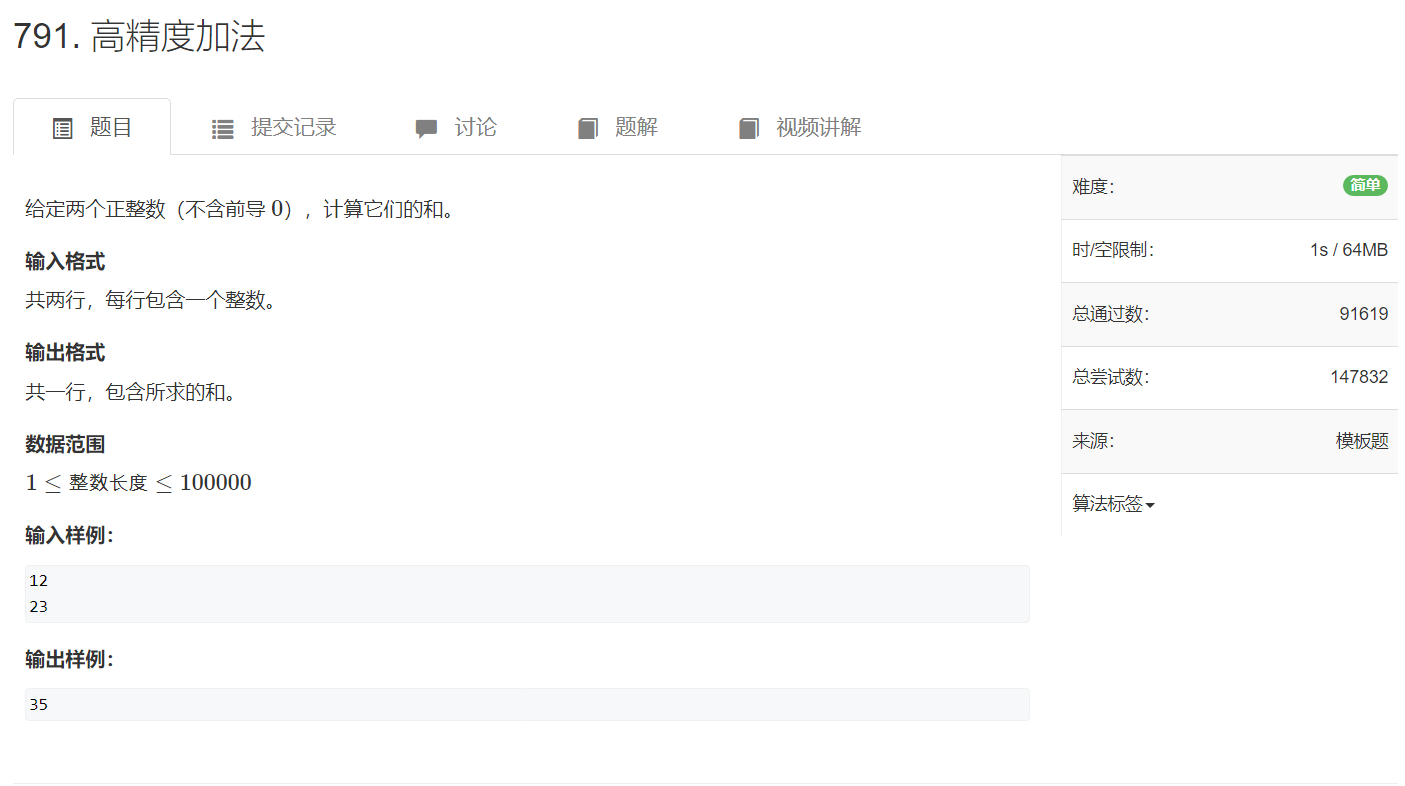 791. 高精度加法
题目 提交记录 讨论 题解 视频讲解
给定两个正整数（不含前导 0），计算它们的和。
输入格式
共两行，每行包含一个整数。
输出格式
共一行，包含所求的和。
数据范围
1 ≤ 整数长度 ≤ 100000
输入样例：
12
23
输出样例：
35
难度： 简单
时/空限制： 1s / 64MB
总通过数： 91619
总尝试数： 147832
来源： 模板题
算法标签